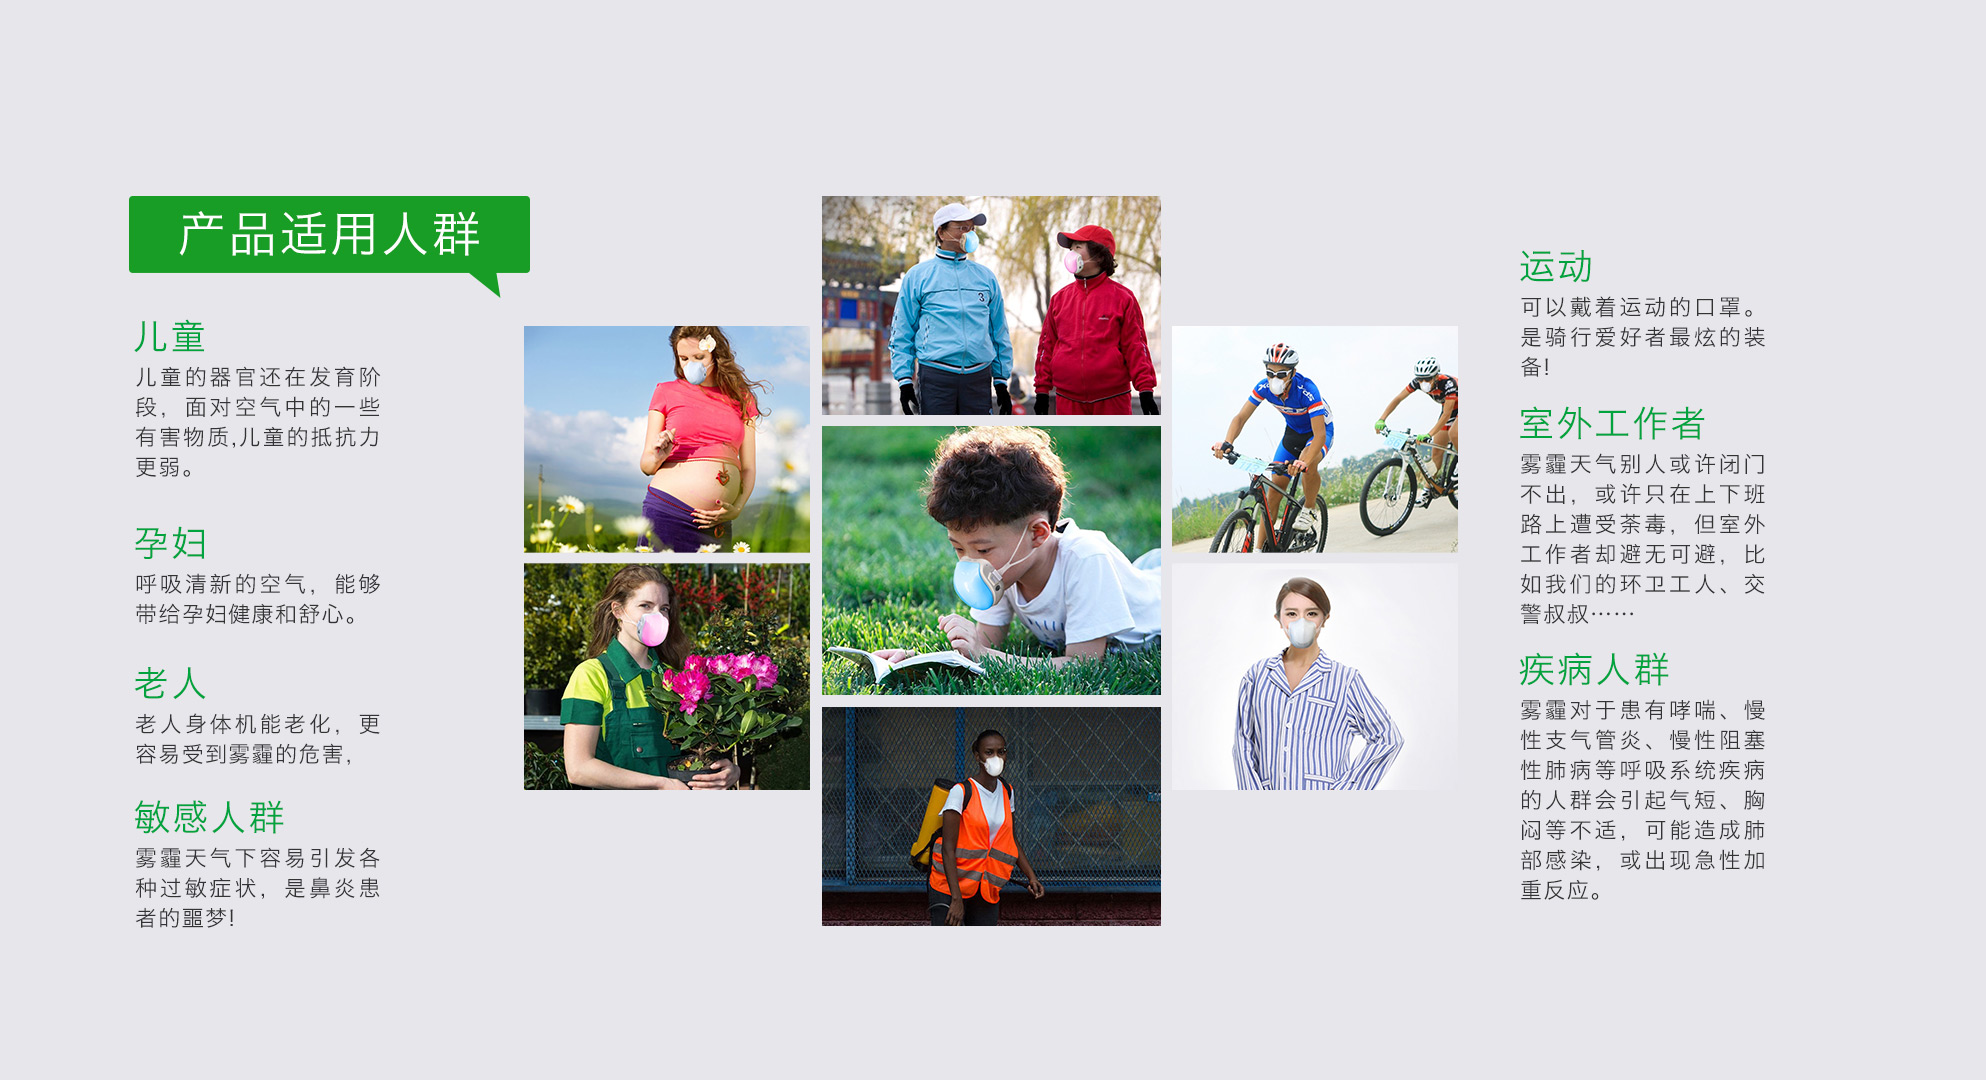 产品适用人群
儿童
儿童的器官还在发育阶
段，面对空气中的一些
有害物质,儿童的抵抗力
更弱。
孕妇
呼吸清新的空气，能够
带给孕妇健康和舒心。
老人
老人身体机能老化，更
容易受到雾霾的危害，
敏感人群
雾霾天气下容易引发各
种过敏症状，是鼻炎患
者的噩梦!
3
运动
可以戴着运动的口罩。
是骑行爱好者最炫的装
备!
室外工作者
雾霾天气别人或许闭门
不出，或许只在上下班
路上遭受荼毒，但室外
工作者却避无可避，比
如我们的环卫工人、交
警叔叔……
疾病人群
雾霾对于患有哮喘、慢
性支气管炎、慢性阻塞
性肺病等呼吸系统疾病
的人群会引起气短、胸
闷等不适，可能造成肺
部感染，或出现急性加
重反应。